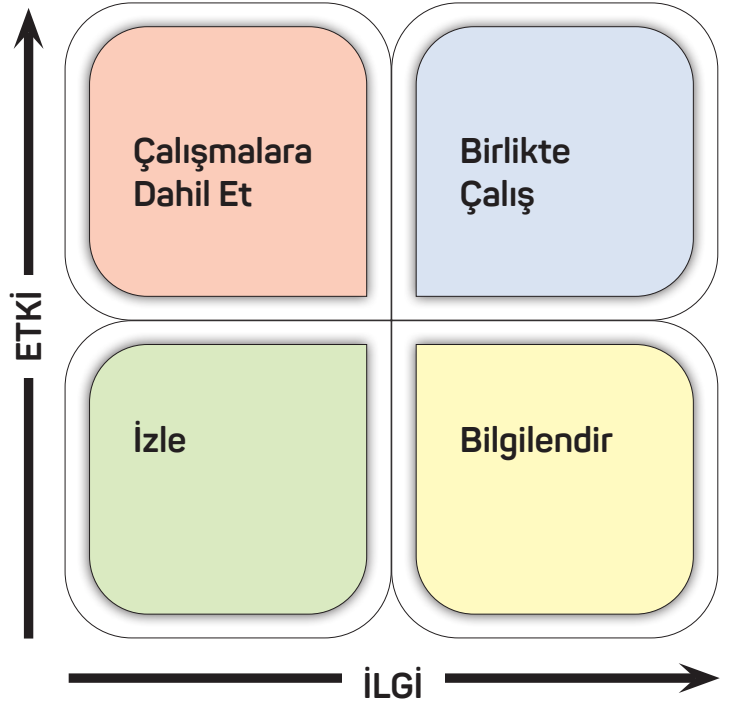 Çalışmalara
Dahil Et
Birlikte
Çalış
ETKİ
İzle
Bilgilendir
İLGİ